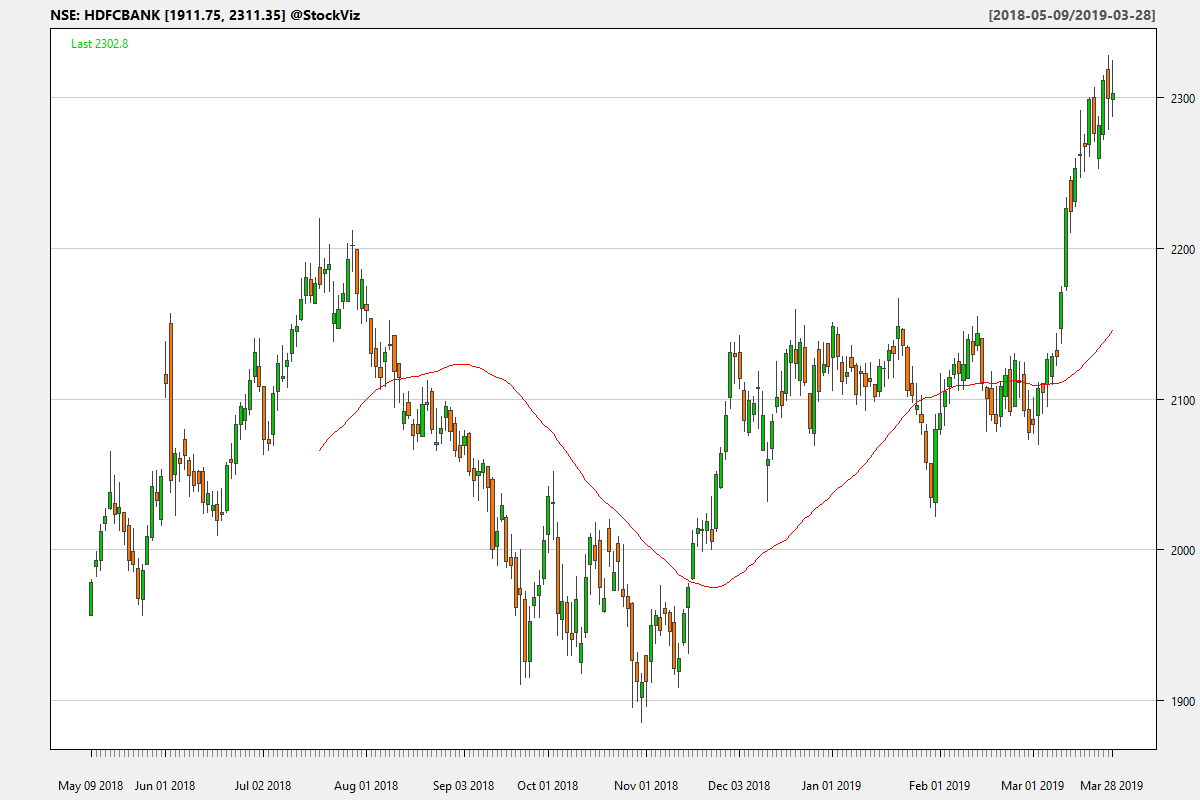 NSE: HDFCBANK [1911.75, 2311.35] @StockViz [2018-05-09/2019-03-28]
Last 2302.8
2300
2200
2100
2000
1900
May 09 2018 Jun 01 2018 Jul 02 2018 Aug 01 2018 Sep 03 2018 Oct 01 2018 Nov 01 2018 Dec 03 2018 Jan 01 2019 Feb 01 2019 Mar 01 2019 Mar 28 2019